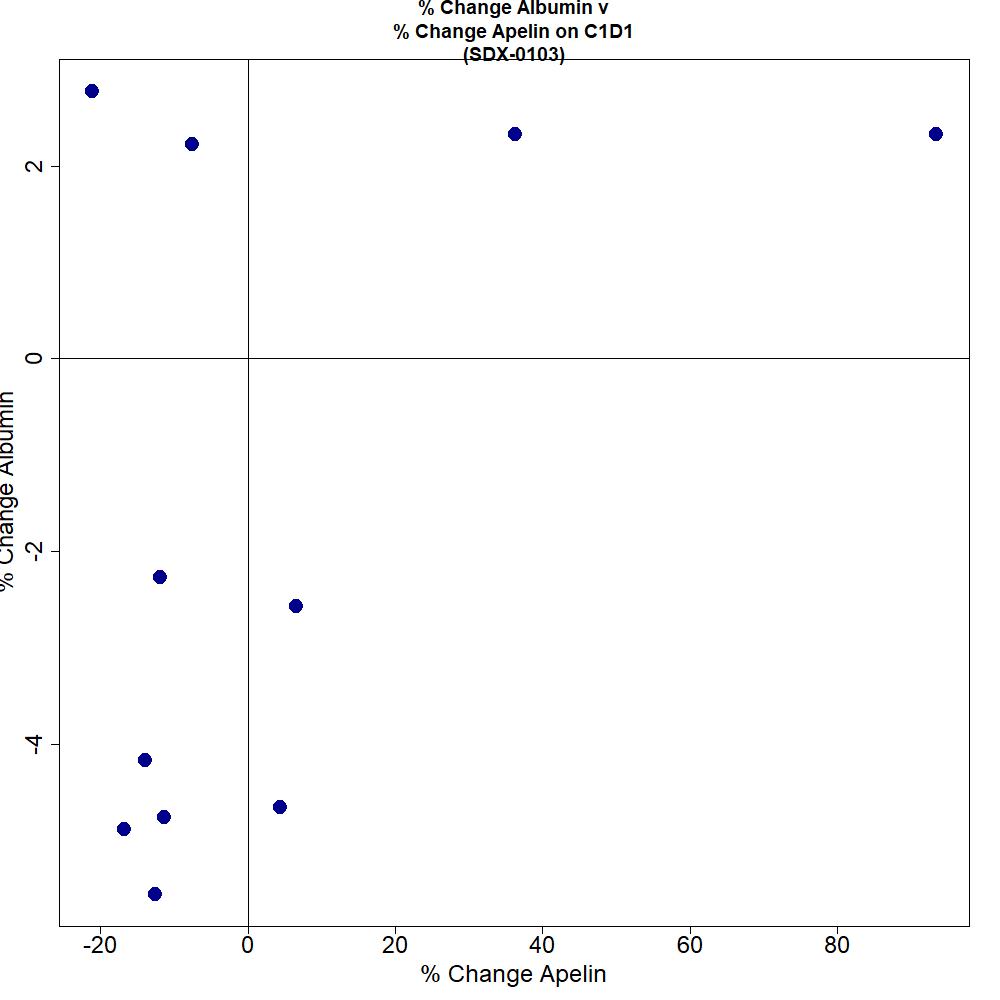 % Change Albumin v
% Change Apelin on C1D1
(SDX-0103)
% Change Albumin
2
0
-2
-4
-20
0
20
40
60
80
% Change Apelin